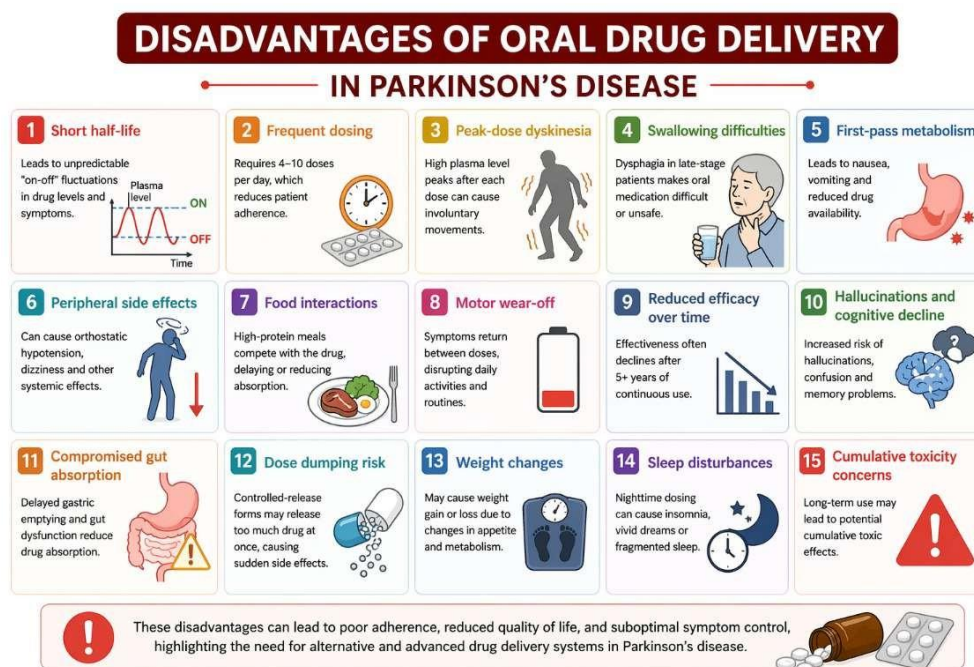 DISADVANTAGES OF ORAL DRUG DELIVERY
IN PARKINSON'S DISEASE
1 Short half-life
Leads to unpredictable
"on-off" fluctuations
in drug levels and
symptoms.
Plasma
level
ON
OFF
Time
2 Frequent dosing
Requires 4–10 doses
per day, which
reduces patient
adherence.
3 Peak-dose dyskinesia
High plasma level
peaks after each
dose can cause
involuntary
movements.
4 Swallowing difficulties
Dysphagia in late-stage
patients makes oral
medication difficult
or unsafe.
5 First-pass metabolism
Leads to nausea,
vomiting and
reduced drug
availability.
6 Peripheral side effects
Can cause orthostatic
hypotension,
dizziness and other
systemic effects.
7 Food interactions
High-protein meals
compete with the drug,
delaying or reducing
absorption.
8 Motor wear-off
Symptoms return
between doses,
disrupting daily
activities and
routines.
9 Reduced efficacy
over time
Effectiveness often
declines after
5+ years of
continuous use.
10 Hallucinations and
cognitive decline
Increased risk of
hallucinations,
confusion and
memory problems.
?
11 Compromised gut
absorption
Delayed gastric
emptying and gut
dysfunction reduce
drug absorption.
!
12 Dose dumping risk
Controlled-release
forms may release
too much drug at
once, causing
sudden side effects.
13 Weight changes
May cause weight
gain or loss due to
changes in appetite
and metabolism.
14 Sleep disturbances
Nighttime dosing
can cause insomnia,
vivid dreams or
fragmented sleep.
15 Cumulative toxicity
concerns
Long-term use may
lead to potential
cumulative toxic
effects.
!
!
These disadvantages can lead to poor adherence, reduced quality of life, and suboptimal symptom control,
highlighting the need for alternative and advanced drug delivery systems in Parkinson's disease.